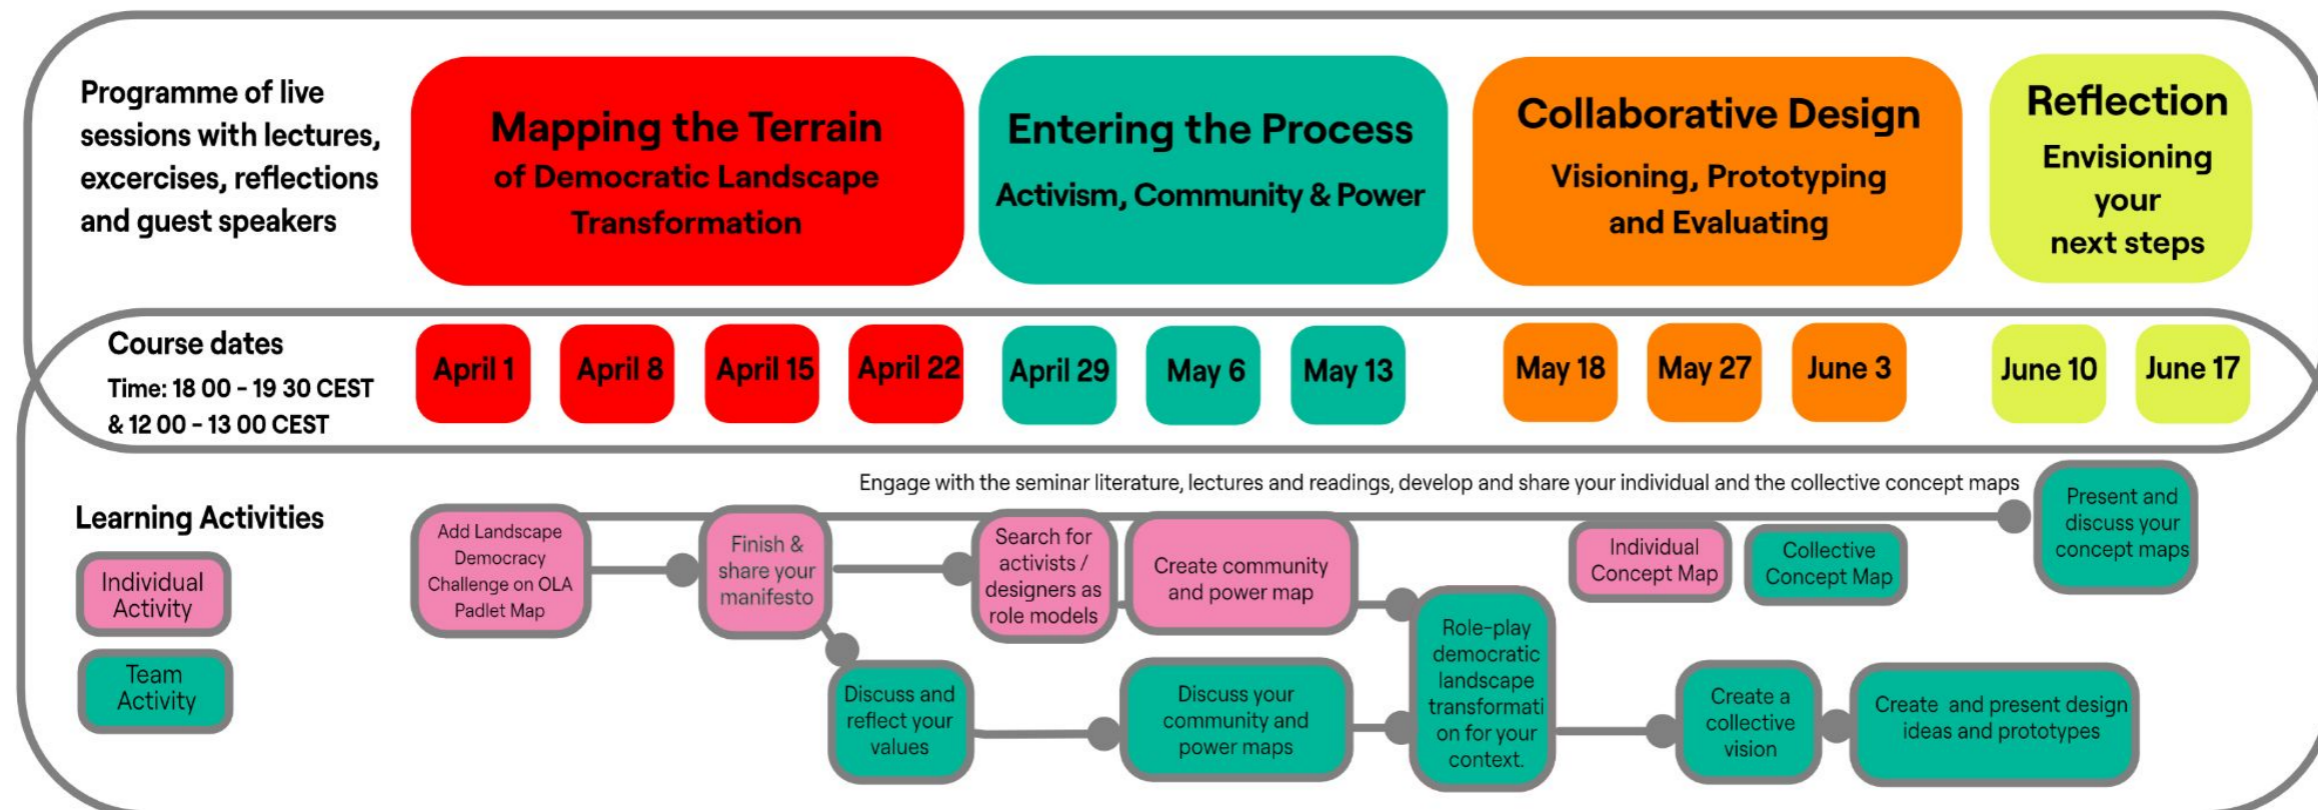 Programme of live
sessions with lectures,
excercises, reflections
and guest speakers
Mapping the Terrain
of Democratic Landscape
Transformation
Entering the Process
Activism, Community & Power
Collaborative Design
Visioning, Prototyping
and Evaluating
Reflection
Envisioning
your
next steps
Course dates
Time: 18 00 - 19 30 CEST
& 12 00 - 13 00 CEST
April 1
April 8
April 15
April 22
April 29
May 6
May 13
May 18
May 27
June 3
June 10
June 17
Engage with the seminar literature, lectures and readings, develop and share your individual and the collective concept maps
Learning Activities
Individual
Activity
Team
Activity
Add Landscape
Democracy
Challenge on OLA
Padlet Map
Finish &
share your
manifesto
Search for
activists /
designers as
role models
Create community
and power map
Individual
Concept Map
Collective
Concept Map
Present and
discuss your
concept maps
Discuss and
reflect your
values
Discuss your
community and
power maps
Role-play
democratic
landscape
transformati
on for your
context.
Create a
collective
vision
Create and present design
ideas and prototypes